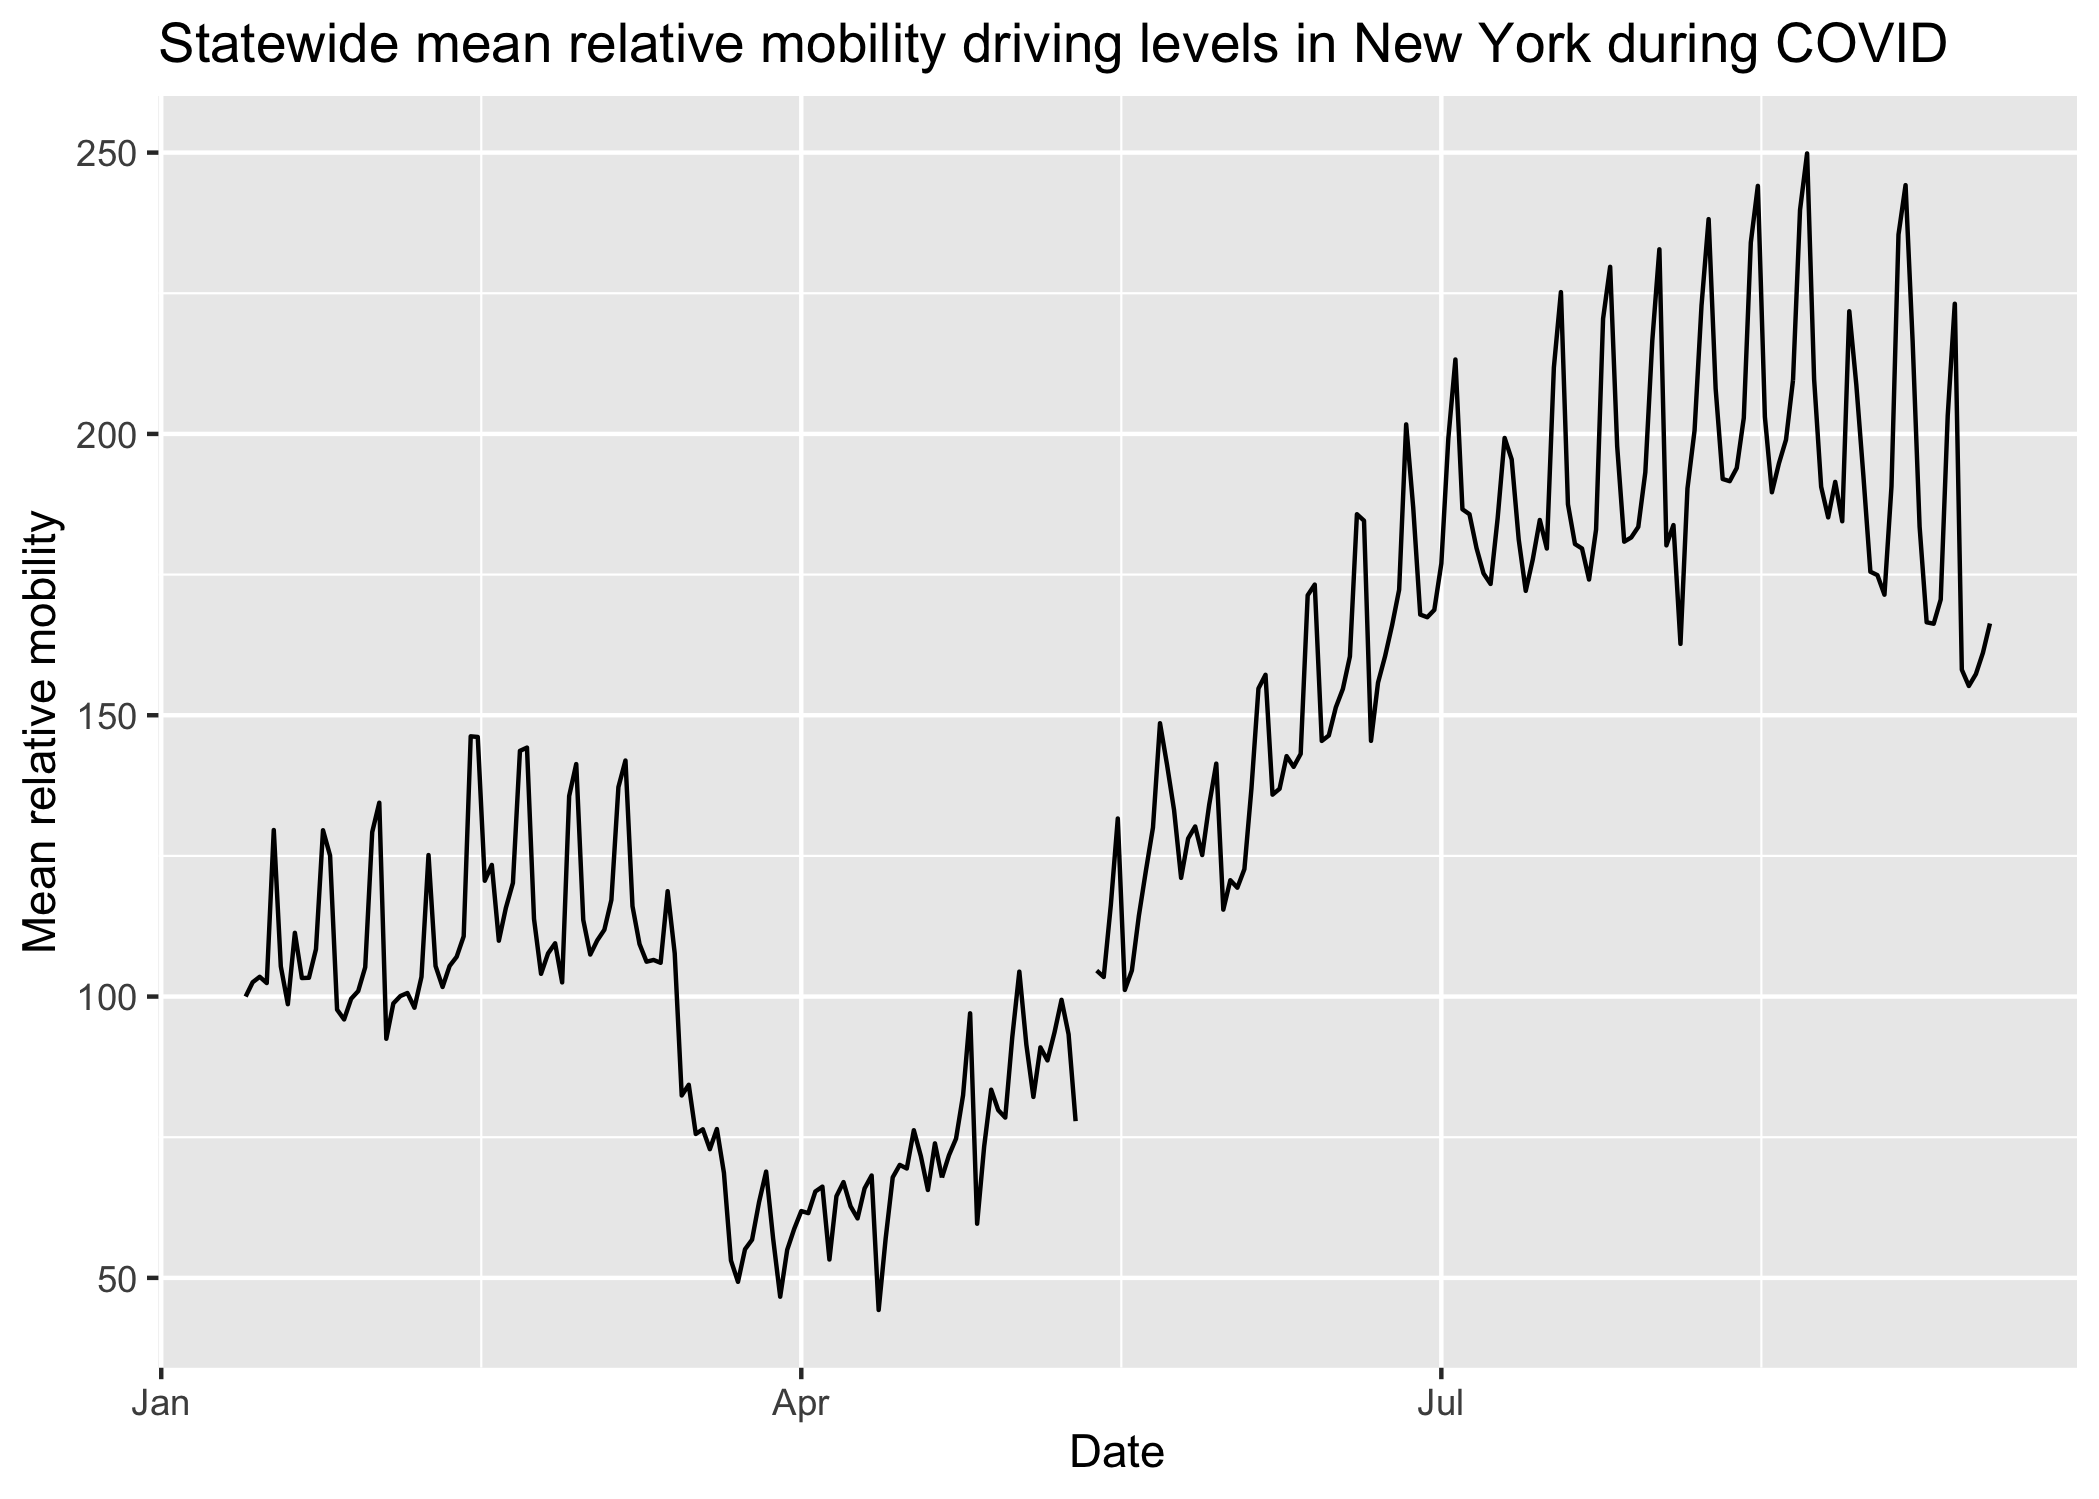 Statewide mean relative mobility driving levels in New York during COVID
Mean relative mobility
250
200
150
100
50
Jan
Apr
Jul
Date